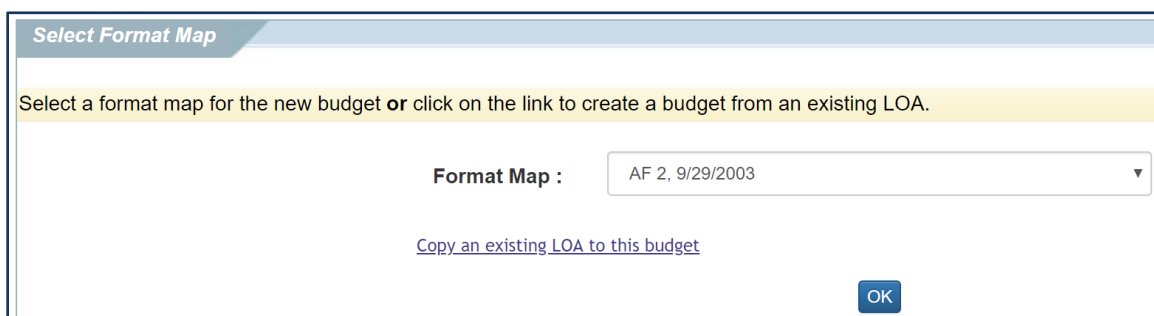 Select Format Map
Select a format map for the new budget or click on the link to create a budget from an existing LOA.
Format Map : AF 2, 9/29/2003
Copy an existing LOA to this budget
OK